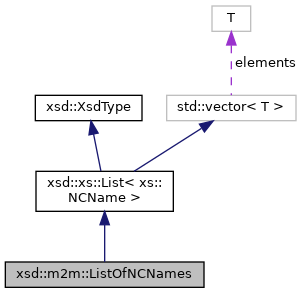 T
elements
xsd::XsdType
std::vector< T >
xsd::xs::List< xs::
NCName >
xsd::m2m::ListOfNCNames